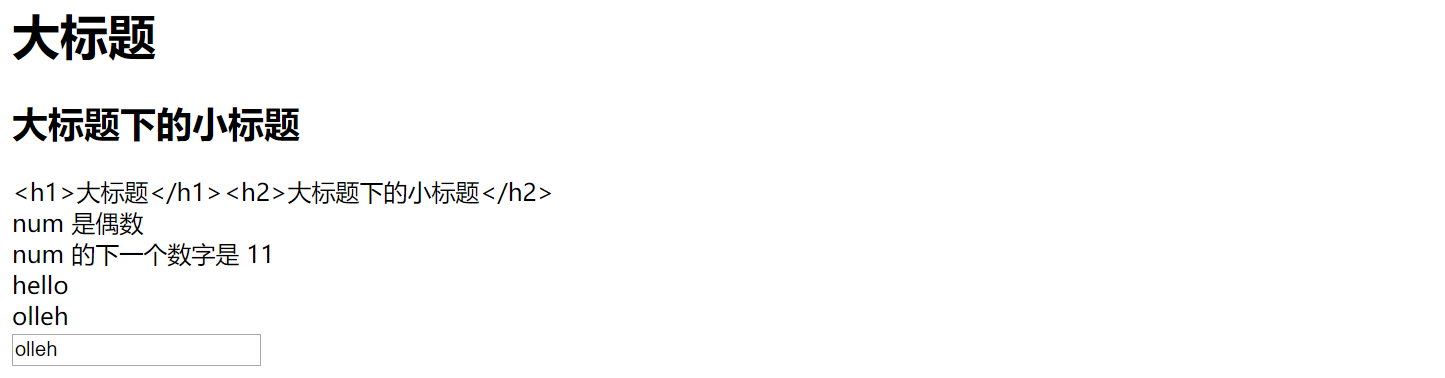 大标题
大标题下的小标题
<h1>大标题</h1><h2>大标题下的小标题</h2>
num 是偶数
num 的下一个数字是 11
hello
olleh
olleh